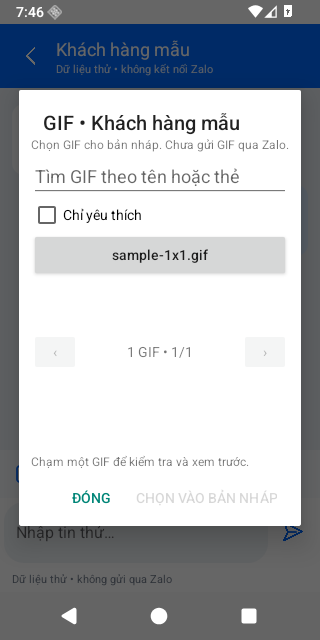 7:46
Khách hàng mẫu
Dữ liệu thử • không kết nối Zalo
GIF • Khách hàng mẫu
Chọn GIF cho bản nháp. Chưa gửi GIF qua Zalo.
Tìm GIF theo tên hoặc thẻ
Chỉ yêu thích
sample-1x1.gif
‹ 1 GIF • 1/1 ›
Chạm một GIF để kiểm tra và xem trước.
ĐÓNG CHỌN VÀO BẢN NHÁP
Nhập tin thử…
Dữ liệu thử • không gửi qua Zalo